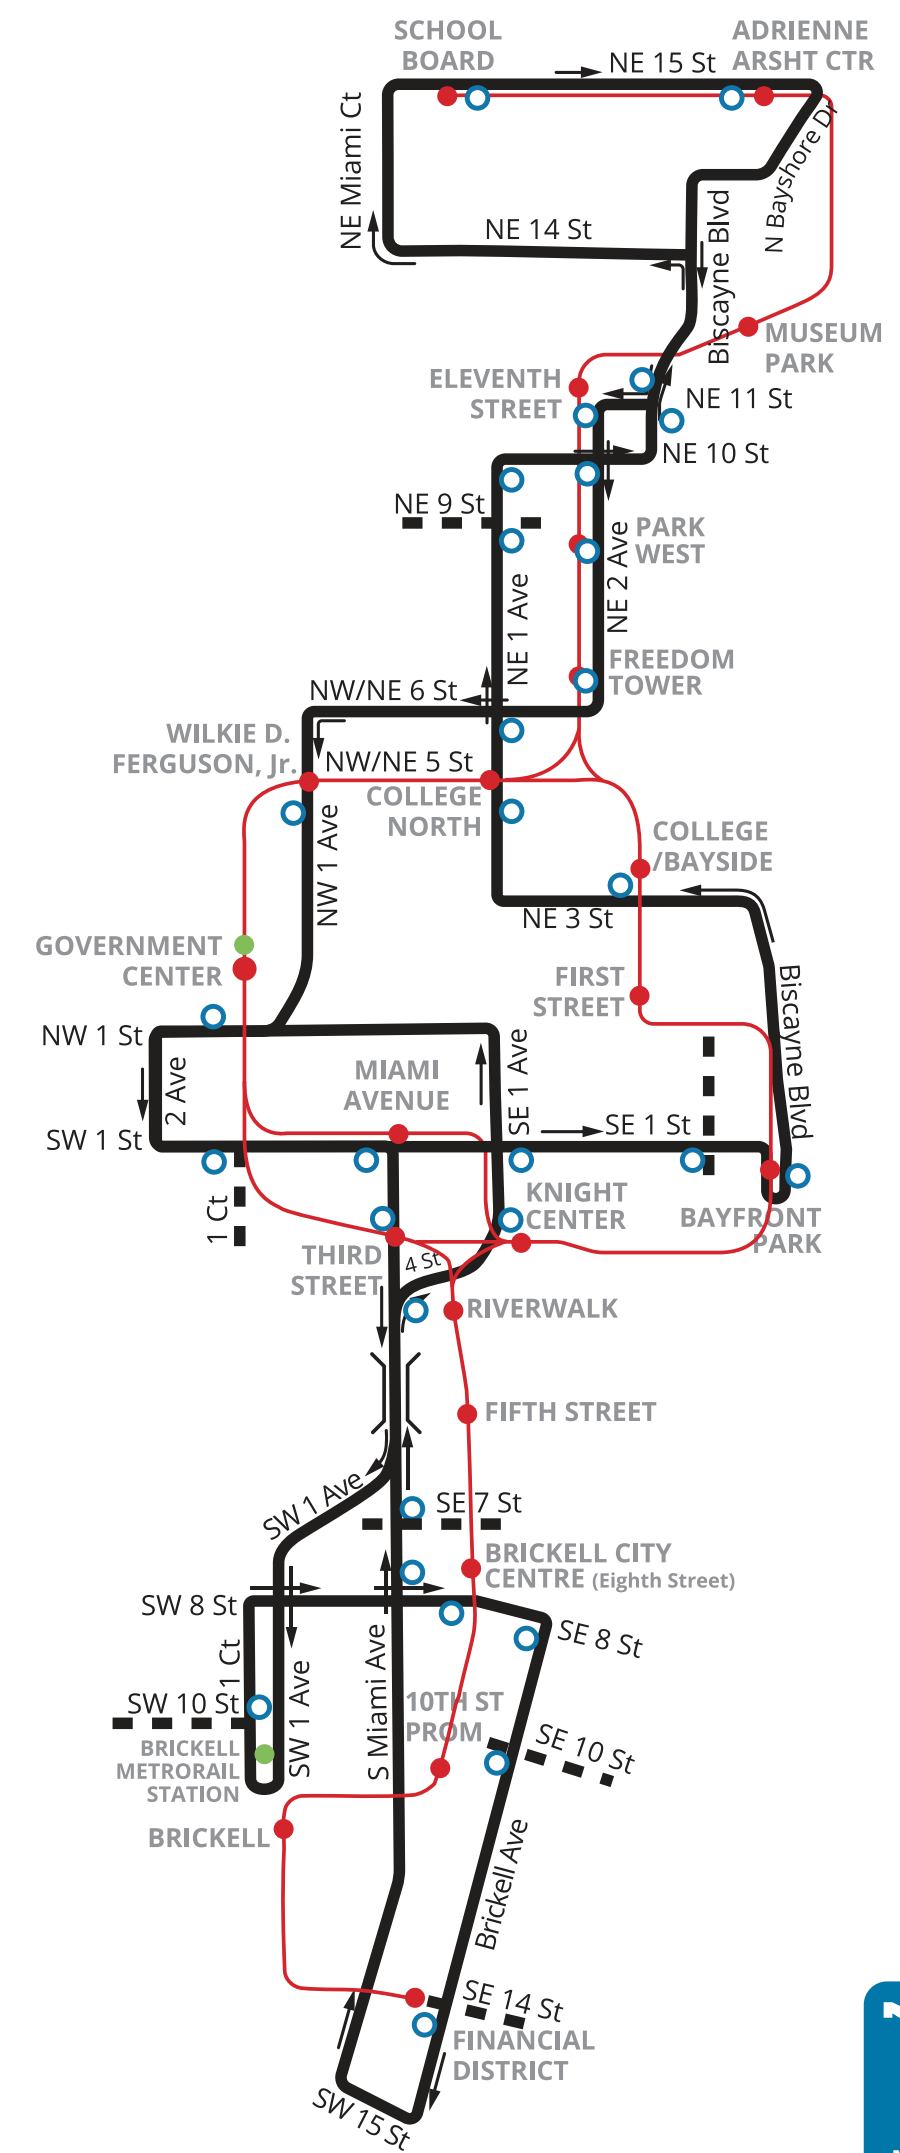 SCHOOL
BOARD
ADRIENNE
ARSHT CTR
NE 15 St
NE Miami Ct
N Bayshore Dr
NE 14 St
Biscayne Blvd
MUSEUM
PARK
ELEVENTH
STREET
NE 11 St
NE 10 St
NE 9 St
PARK
WEST
NE 2 Ave
NE 1 Ave
FREEDOM
TOWER
NW/NE 6 St
WILKIE D.
FERGUSON, Jr.
NW/NE 5 St
COLLEGE
NORTH
NW 1 Ave
COLLEGE
/BAYSIDE
NE 3 St
GOVERNMENT
CENTER
FIRST
STREET
Biscayne Blvd
NW 1 St
2 Ave
MIAMI
AVENUE
SE 1 Ave
SW 1 St
SE 1 St
1 Ct
KNIGHT
CENTER
BAYFRONT
PARK
THIRD
STREET
4 St
RIVERWALK
FIFTH STREET
SW 1 Ave
SE 7 St
BRICKELL CITY
CENTRE (Eighth Street)
SW 8 St
SE 8 St
1 Ct
SW 1 Ave
S Miami Ave
10TH ST
PROM
SW 10 St
SE 10 St
BRICKELL
METRORAIL
STATION
BRICKELL
Brickell Ave
SE 14 St
FINANCIAL
DISTRICT
SW 15 St